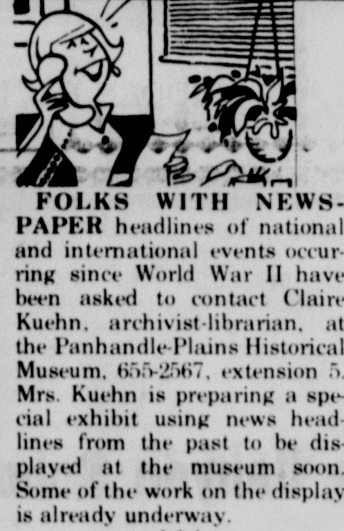 FOLKS WITH NEWS-
PAPER headlines of national
and international events occur-
ring since World War II have
been asked to contact Claire
Kuehn, archivist-librarian, at
the Panhandle-Plains Historical
Museum, 655-2567, extension 5.
Mrs. Kuehn is preparing a spe-
cial exhibit using news head-
lines from the past to be dis-
played at the museum soon.
Some of the work on the display
is already underway.